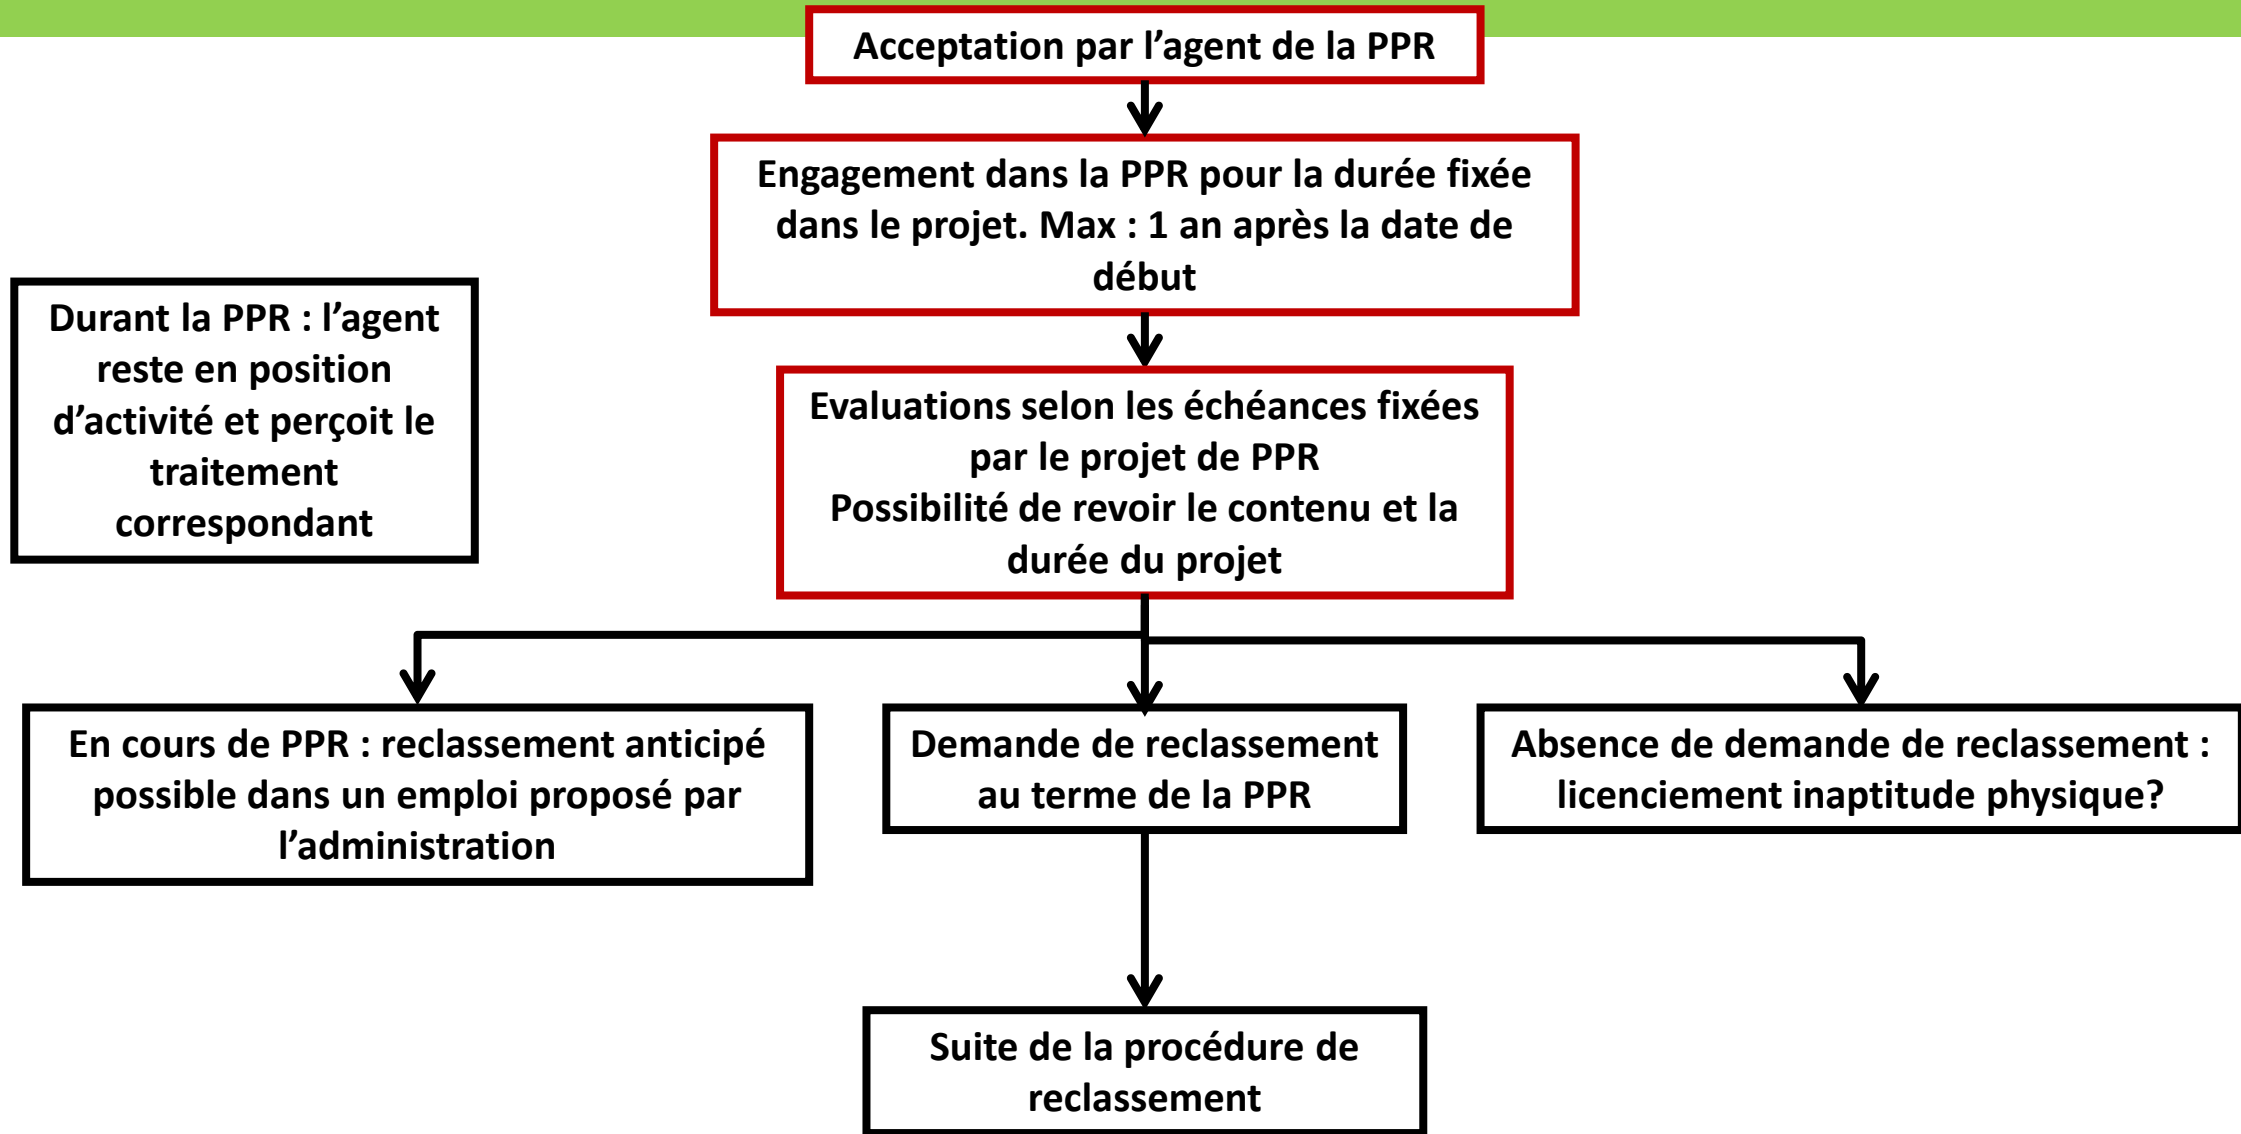 Acceptation par l’agent de la PPR
Engagement dans la PPR pour la durée fixée
dans le projet. Max : 1 an après la date de
début
Durant la PPR : l’agent
reste en position
d’activité et perçoit le
traitement
correspondant
Evaluations selon les échéances fixées
par le projet de PPR
Possibilité de revoir le contenu et la
durée du projet
En cours de PPR : reclassement anticipé
possible dans un emploi proposé par
l’administration
Demande de reclassement
au terme de la PPR
Absence de demande de reclassement :
licenciement inaptitude physique?
Suite de la procédure de
reclassement